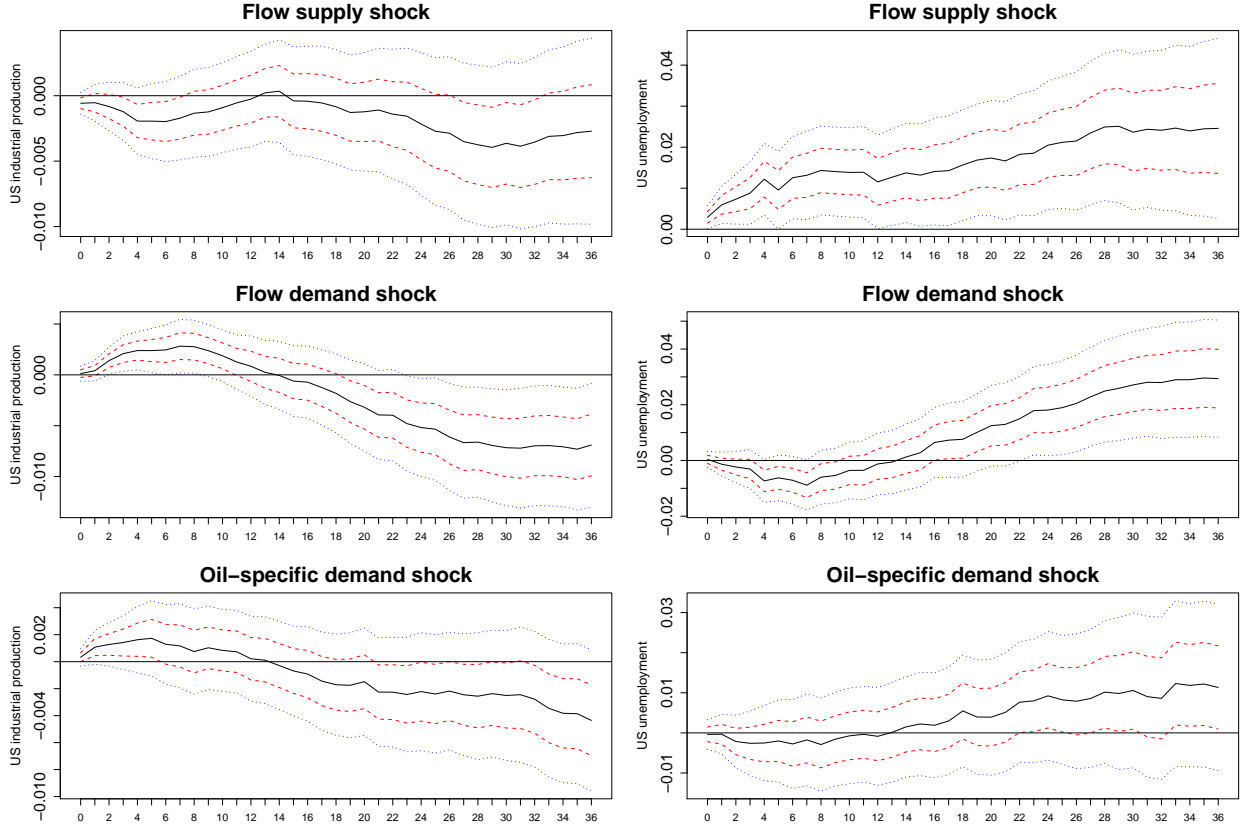 Flow supply shock
US industrial production
0.000
−0.005
−0.010
0 2 4 6 8 10 12 14 16 18 20 22 24 26 28 30 32 34 36
Flow supply shock
US unemployment
0.04
0.02
0.00
0 2 4 6 8 10 12 14 16 18 20 22 24 26 28 30 32 34 36
Flow demand shock
US industrial production
0.000
−0.010
0 2 4 6 8 10 12 14 16 18 20 22 24 26 28 30 32 34 36
Flow demand shock
US unemployment
0.04
0.02
0.00
−0.02
0 2 4 6 8 10 12 14 16 18 20 22 24 26 28 30 32 34 36
Oil−specific demand shock
US industrial production
0.002
−0.004
−0.010
0 2 4 6 8 10 12 14 16 18 20 22 24 26 28 30 32 34 36
Oil−specific demand shock
US unemployment
0.03
0.01
−0.01
0 2 4 6 8 10 12 14 16 18 20 22 24 26 28 30 32 34 36